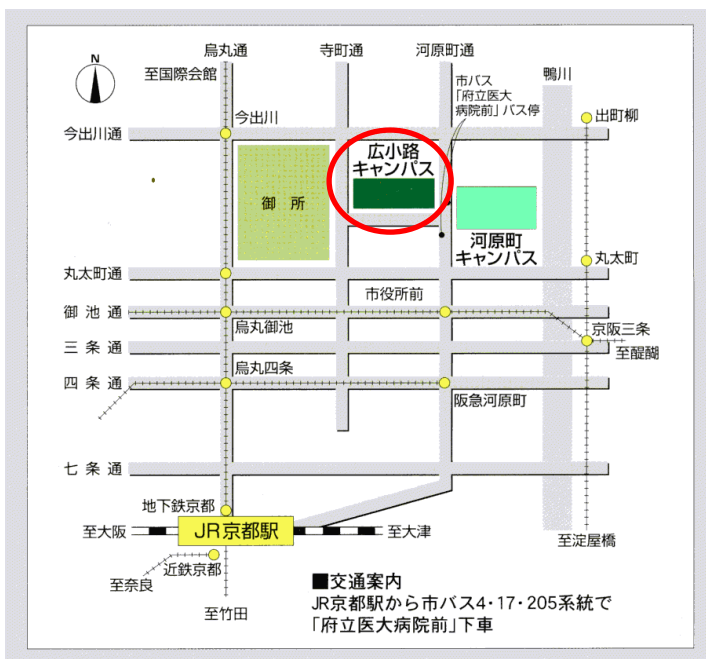 烏丸通
寺町通
河原町通
N
至国際会館
市バス
「府立医大
病院前」バス停
鴨川
今出川
出町柳
今出川通
広小路
キャンパス
御 所
河原町
キャンパス
丸太町
丸太町通
市役所前
御 池 通
烏丸御池
京阪三条
三 条 通
至醍醐
烏丸四条
四 条 通
阪急河原町
七 条 通
地下鉄京都
至大阪
JR京都駅
至大津
至淀屋橋
近鉄京都
至奈良
至竹田
■交通案内
JR京都駅から市バス4・17・205系統で
「府立医大病院前」下車